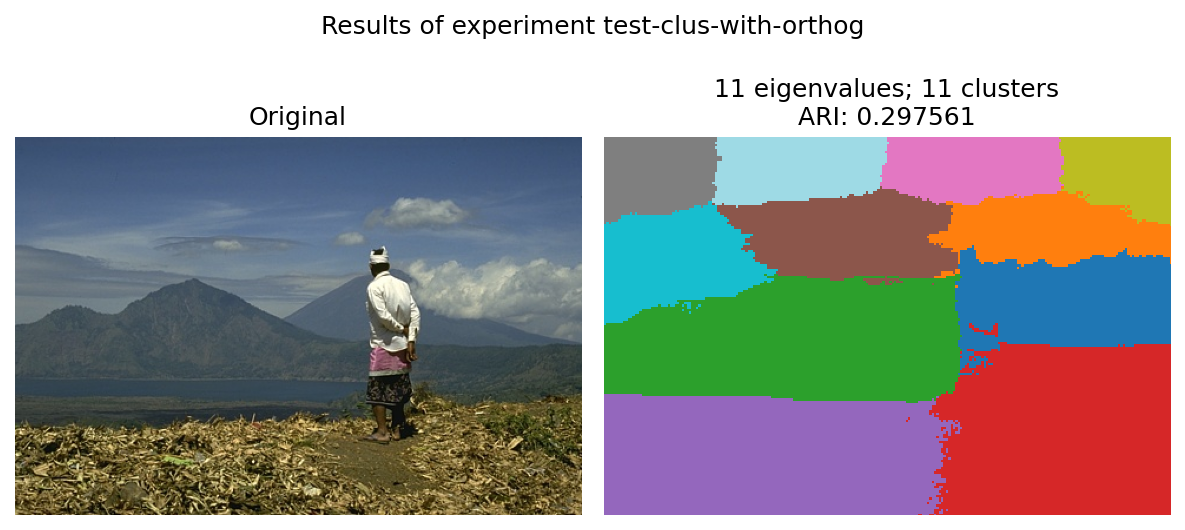 Results of experiment test-clus-with-orthog
Original
11 eigenvalues; 11 clusters
ARI: 0.297561